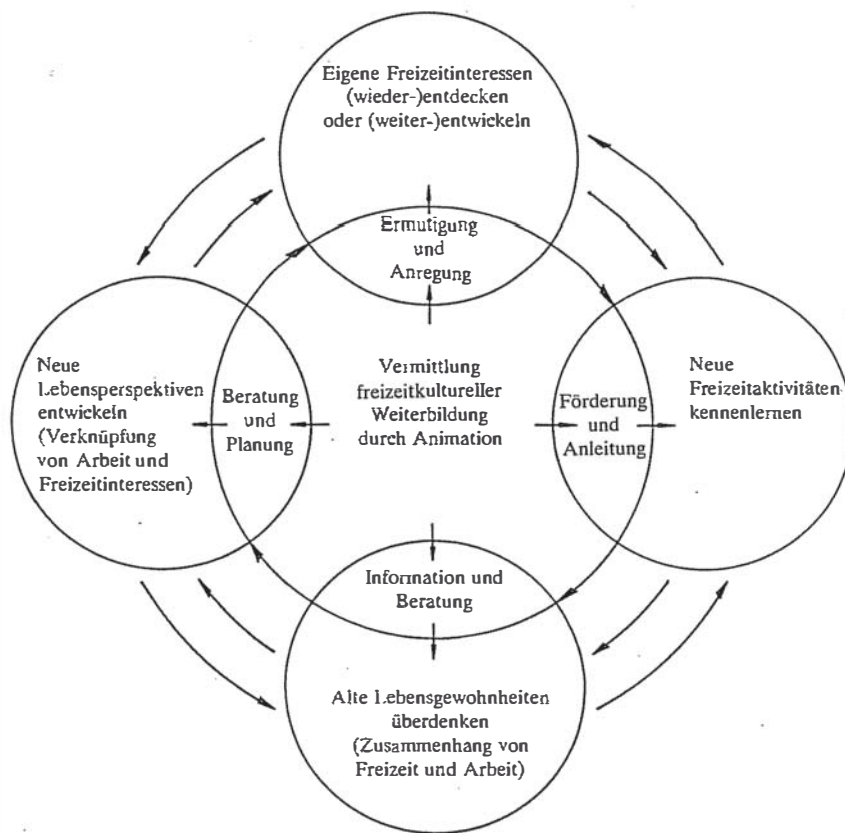 Eigene Freizeitinteressen
(wieder-)entdecken
oder (weiter-)entwickeln
Ermutigung
und
Anregung
Neue
Lebensperspektiven
entwickeln
(Verknüpfung
von Arbeit und
Freizeitinteressen)
Beratung
und
Planung
Vermittlung
freizeitkultureller
Weiterbildung
durch Animation
Förderung
und
Anleitung
Neue
Freizeitaktivitäten
kennenlernen
Information und
Beratung
Alte Lebensgewohnheiten
überdenken
(Zusammenhang von
Freizeit und Arbeit)